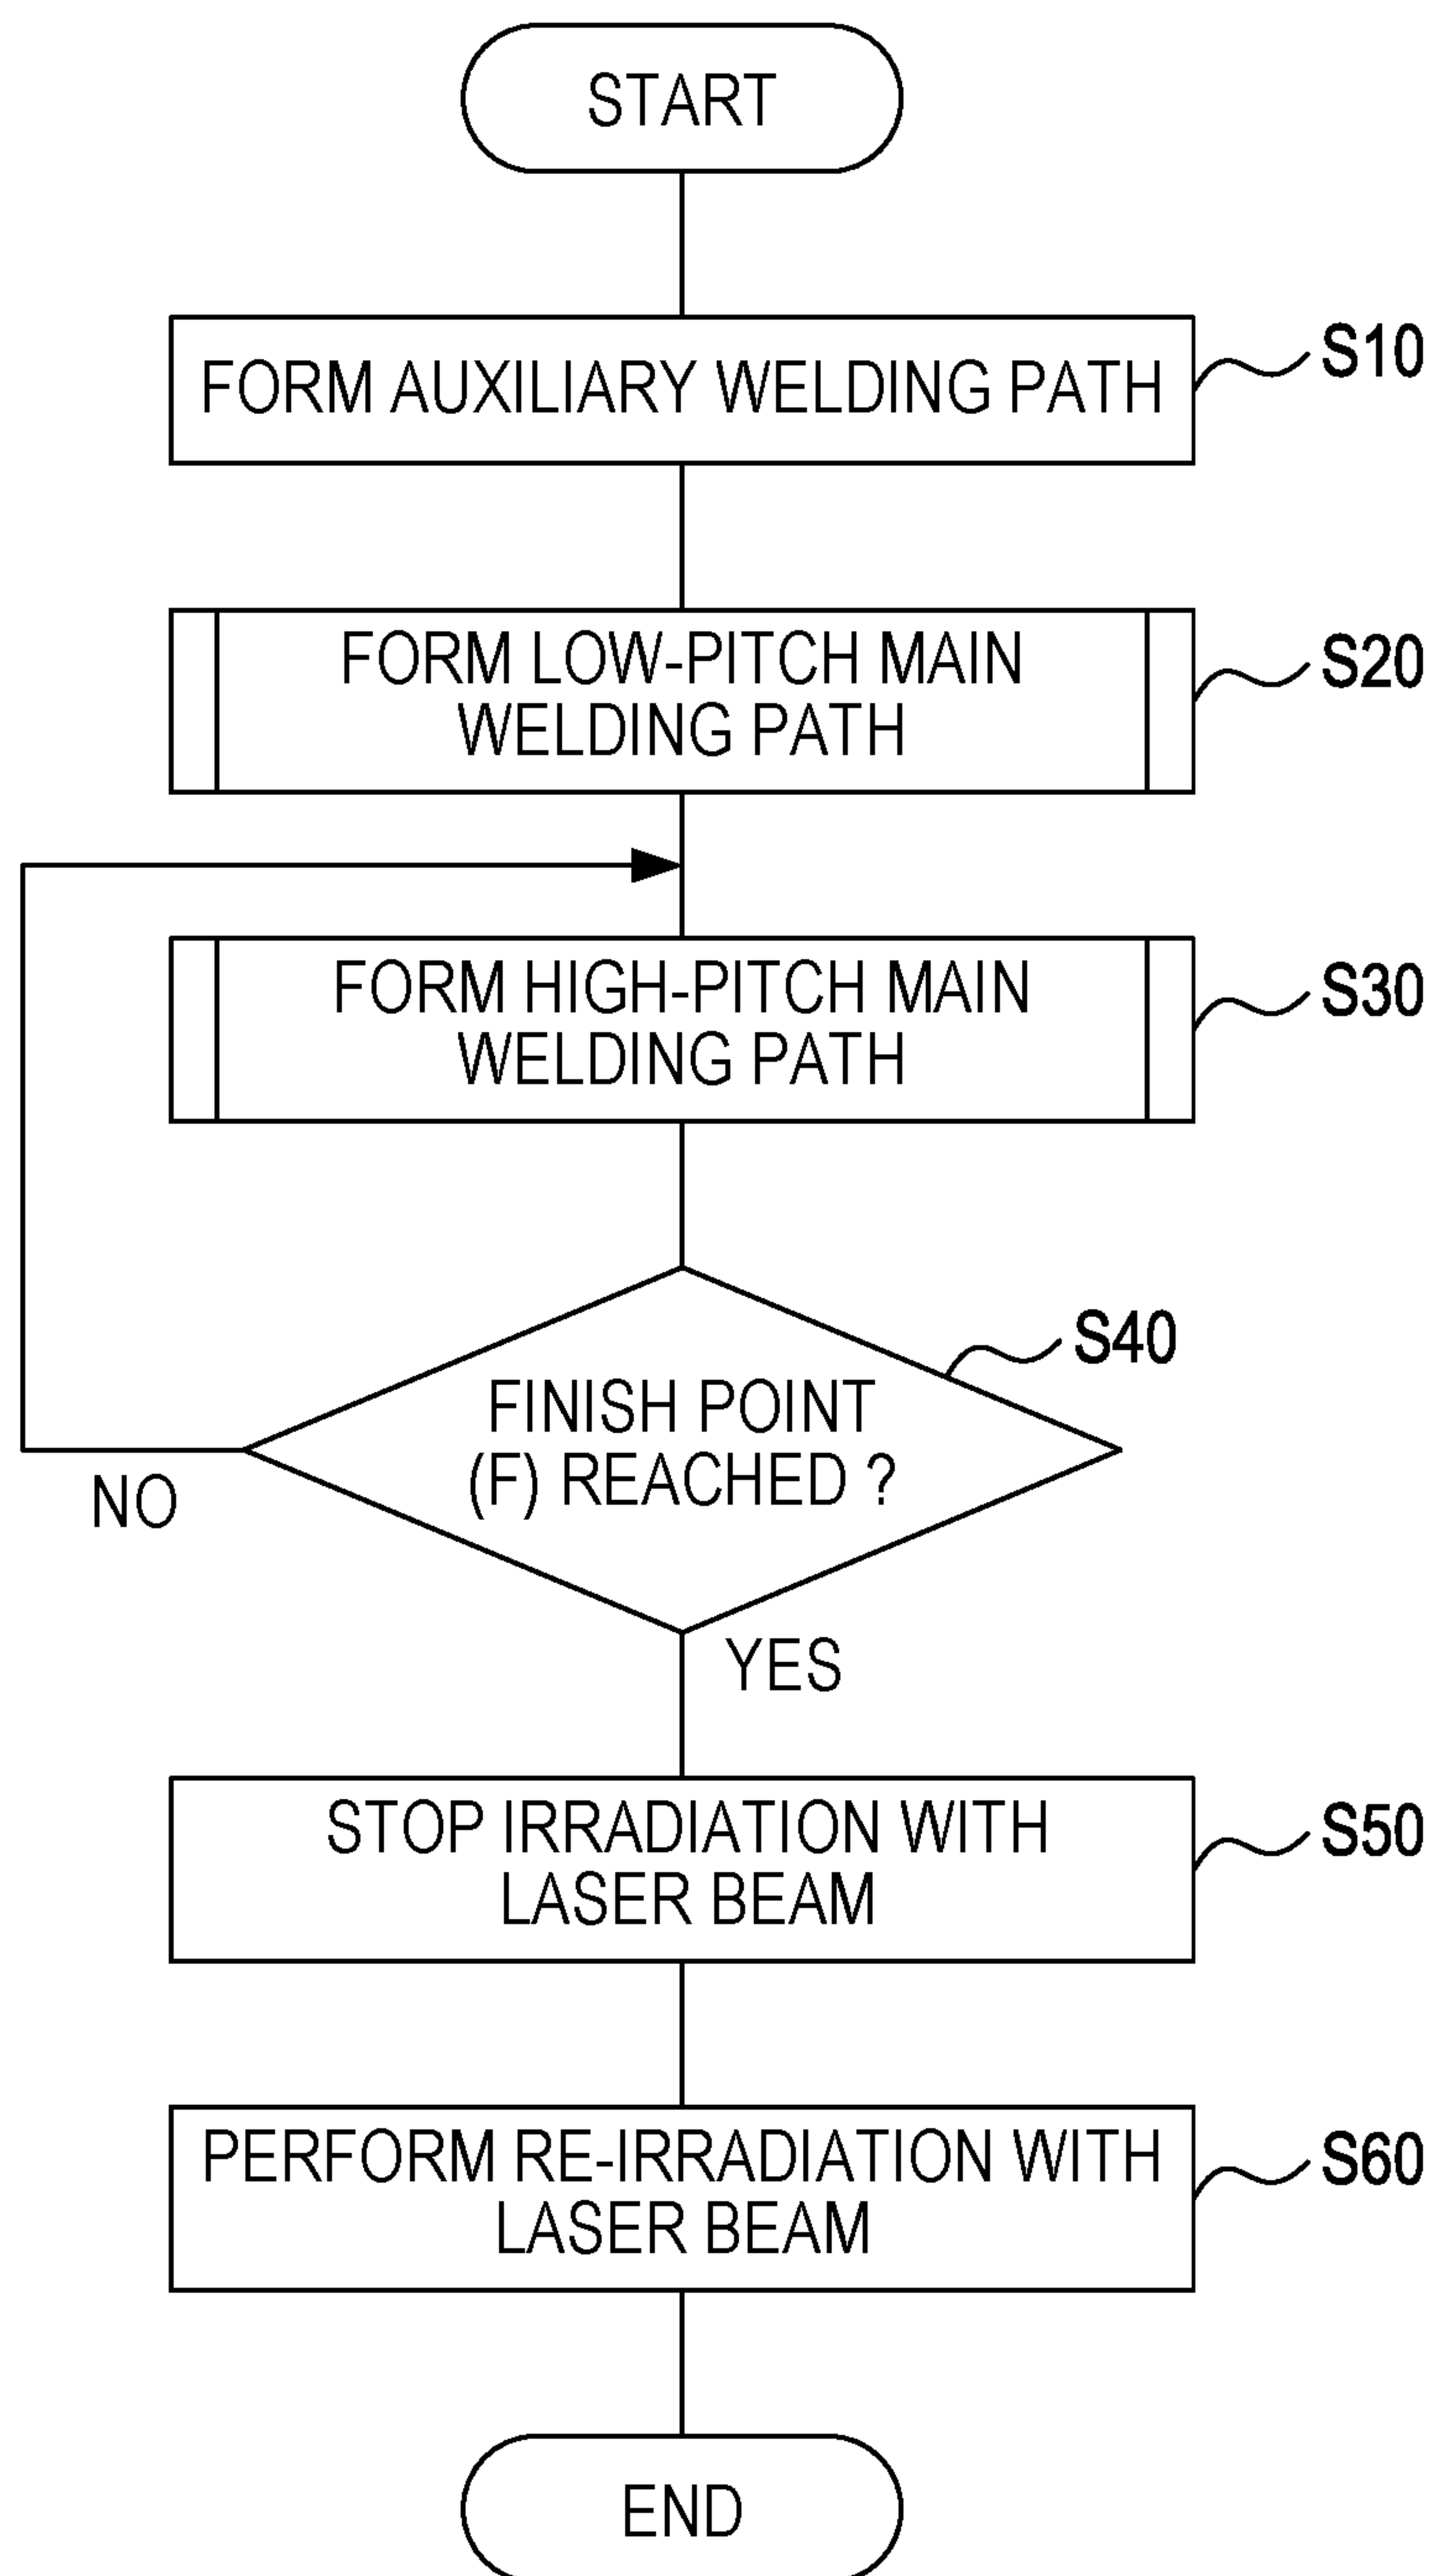 START
FORM AUXILIARY WELDING PATH
S10
FORM LOW-PITCH MAIN
WELDING PATH
S20
FORM HIGH-PITCH MAIN
WELDING PATH
S30
S40
FINISH POINT
(F) REACHED ?
NO
YES
STOP IRRADIATION WITH
LASER BEAM
S50
PERFORM RE-IRRADIATION WITH
LASER BEAM
S60
END